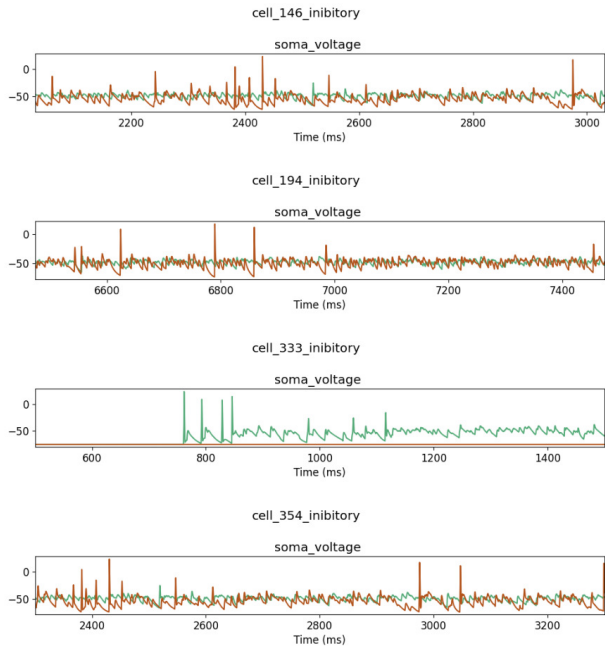 cell_146_inibitory
soma_voltage
0
−50
2200 2400 2600 2800 3000
Time (ms)
cell_194_inibitory
soma_voltage
0
−50
6600 6800 7000 7200 7400
Time (ms)
cell_333_inibitory
soma_voltage
0
−50
600 800 1000 1200 1400
Time (ms)
cell_354_inibitory
soma_voltage
0
−50
2400 2600 2800 3000 3200
Time (ms)